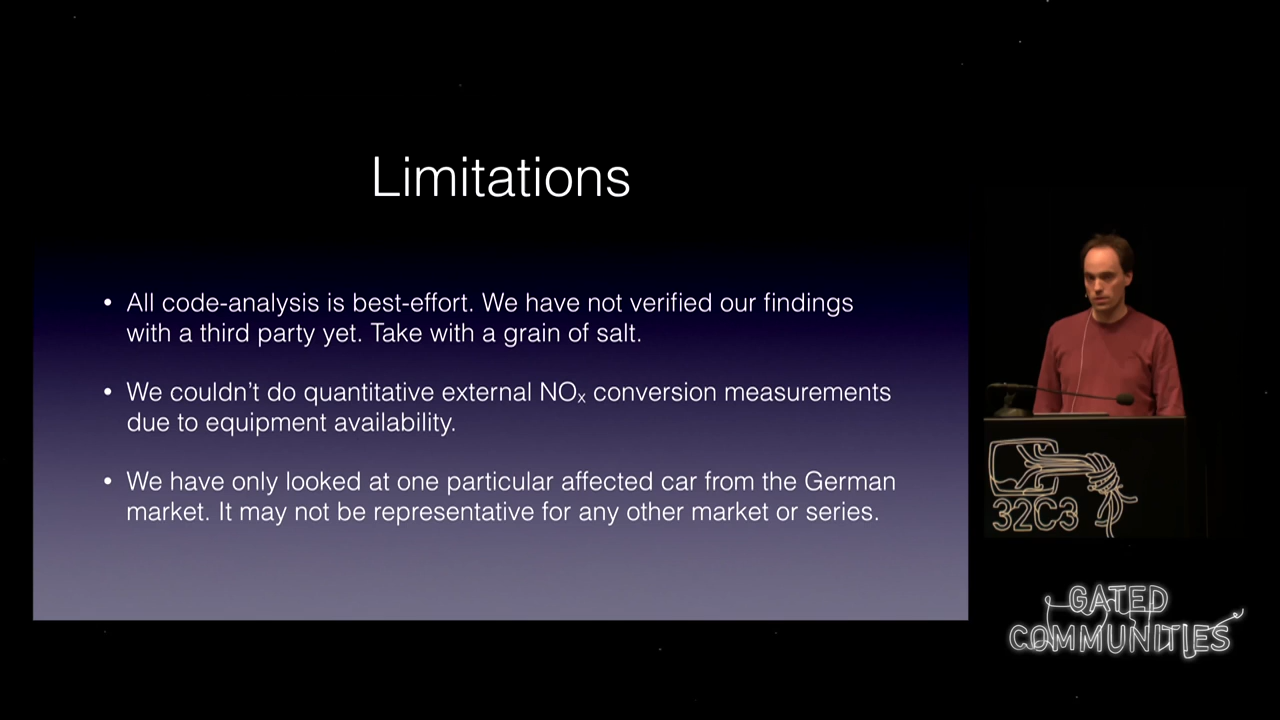 Limitations
• All code-analysis is best-effort. We have not verified our findings
with a third party yet. Take with a grain of salt.
• We couldn’t do quantitative external NOₓ conversion measurements
due to equipment availability.
• We have only looked at one particular affected car from the German
market. It may not be representative for any other market or series.
32C3
GATED
COMMUNITIES